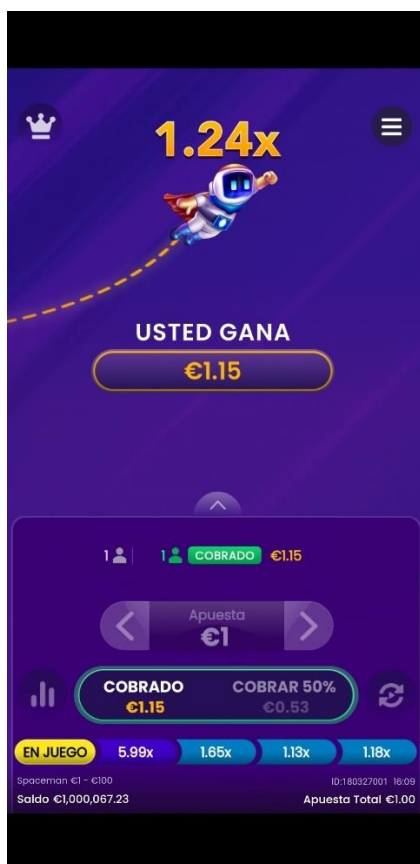 1.24x
USTED GANA
€1.15
1
1 COBRADO €1.15
Apuesta
€1
COBRADO COBRAR 50%
€1.15 €0.53
EN JUEGO 5.99x 1.65x 1.13x 1.18x
Spaceman €1 - €100 ID:180327001 16:09
Saldo €1,000,067.23 Apuesta Total €1.00